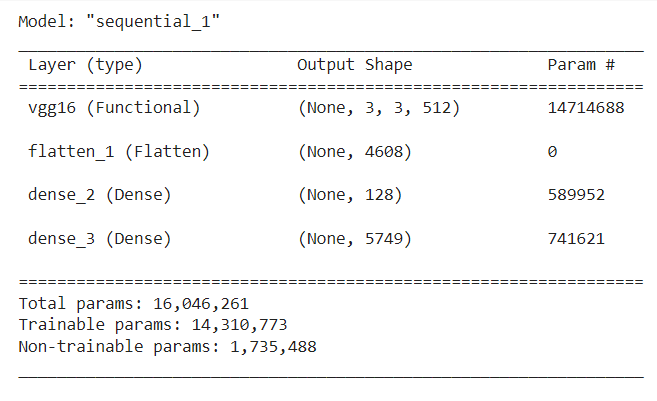 Model: "sequential_1"
Layer (type) Output Shape Param #
vgg16 (Functional) (None, 3, 3, 512) 14714688
flatten_1 (Flatten) (None, 4608) 0
dense_2 (Dense) (None, 128) 589952
dense_3 (Dense) (None, 5749) 741621
Total params: 16,046,261
Trainable params: 14,310,773
Non-trainable params: 1,735,488